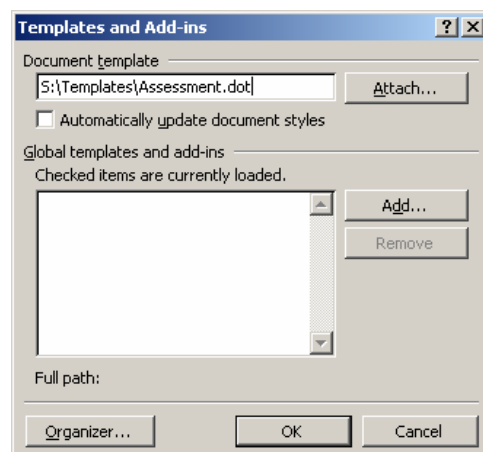 Templates and Add-ins
Document template
S:\Templates\Assessment.dot
Attach...
Automatically update document styles
Global templates and add-ins
Checked items are currently loaded.
Add...
Remove
Full path:
Organizer...
OK
Cancel